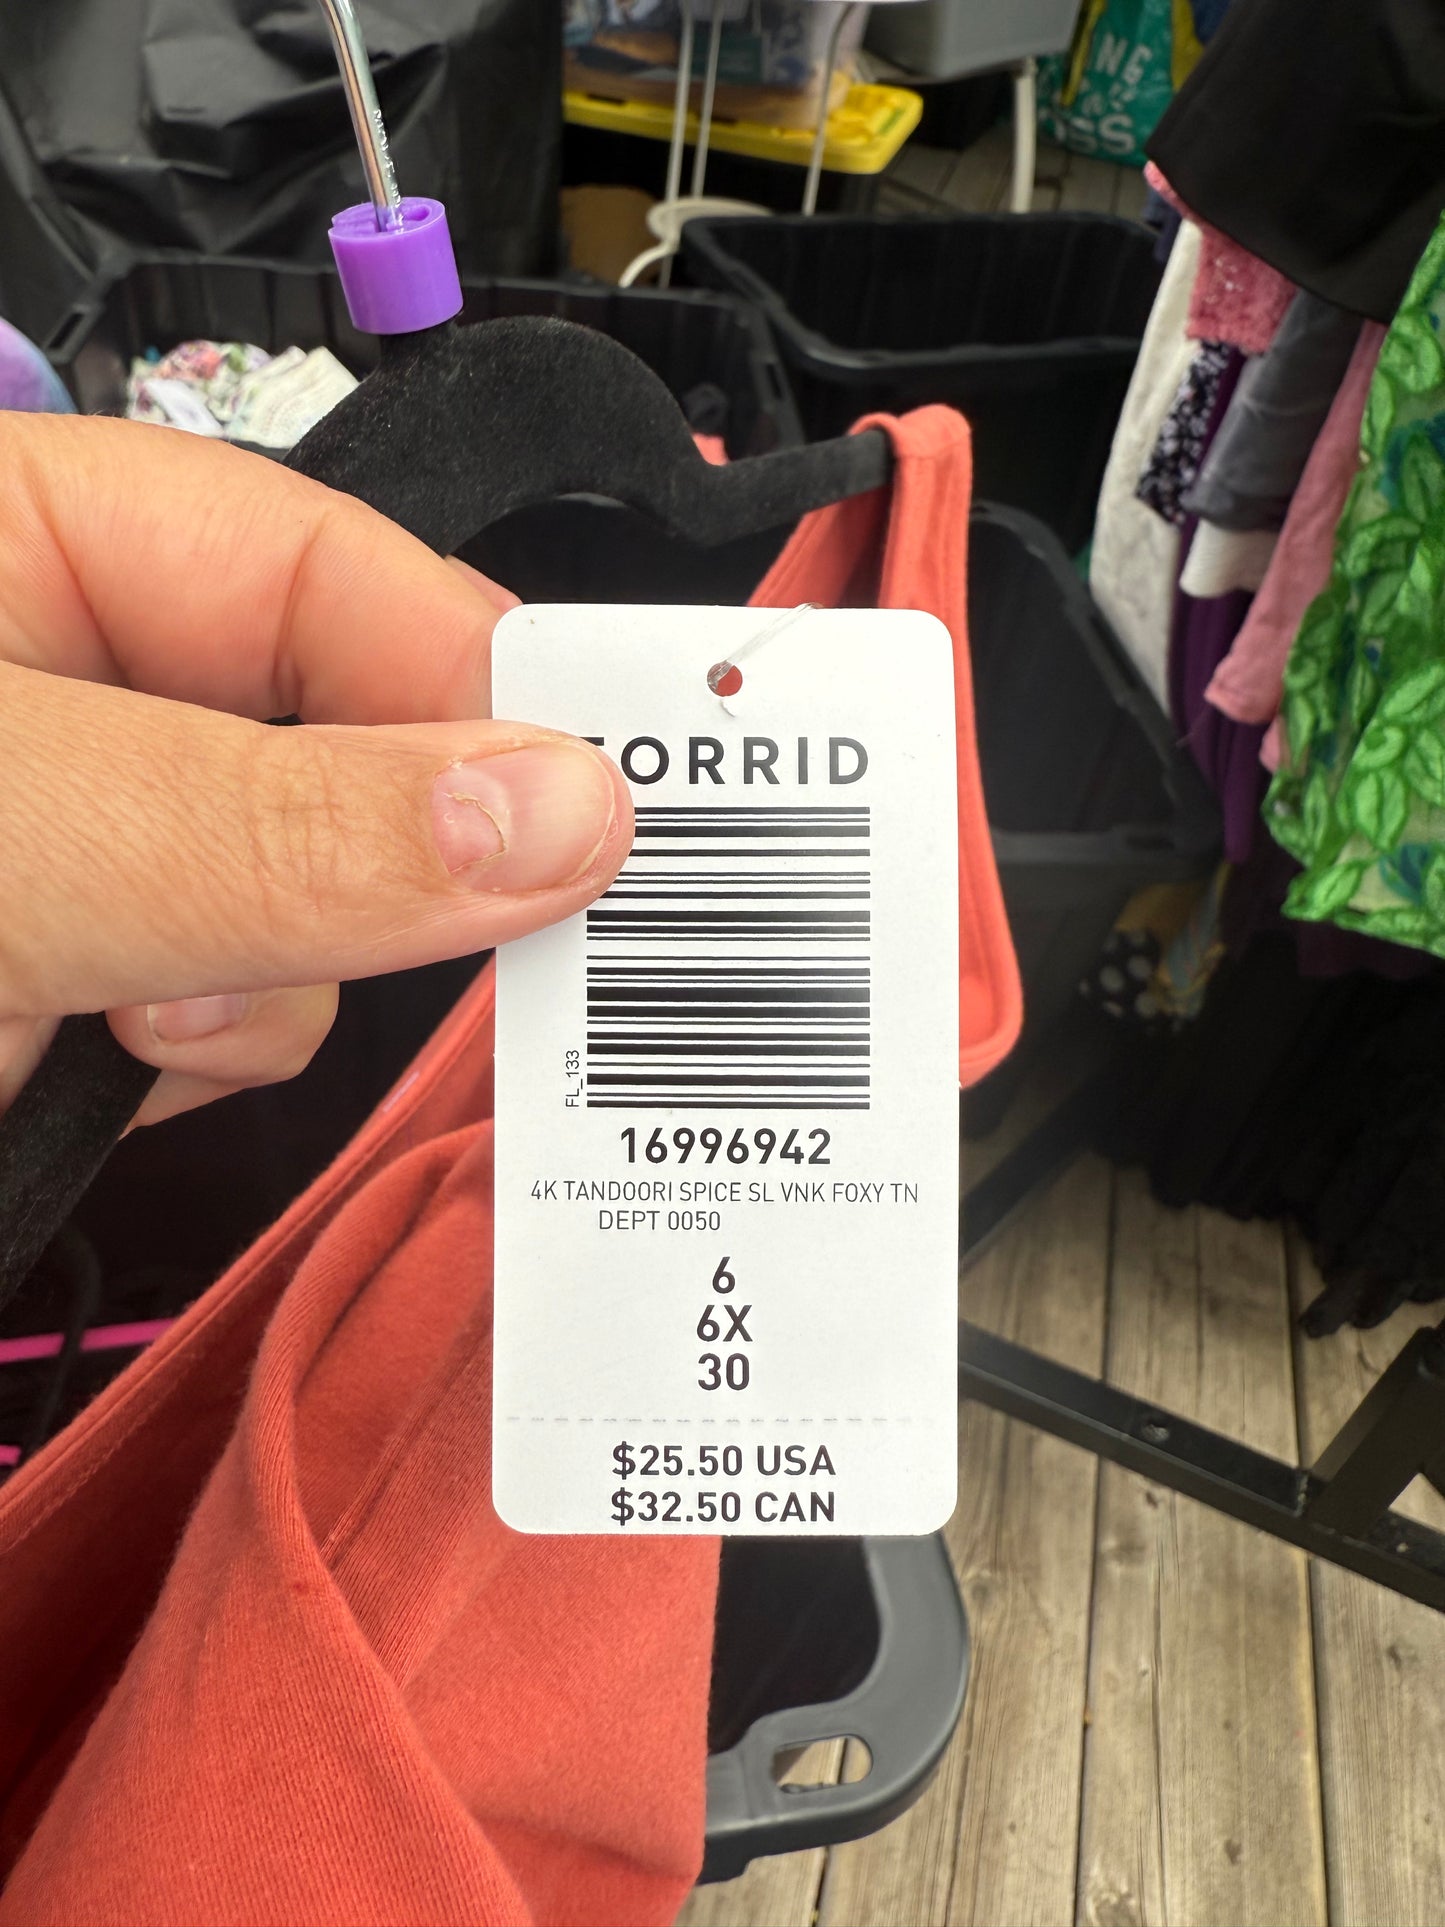 TORRID
FL_133
16996942
4K TANDOORI SPICE SL VNK FOXY TN
DEPT 0050
6
6X
30
$25.50 USA
$32.50 CAN